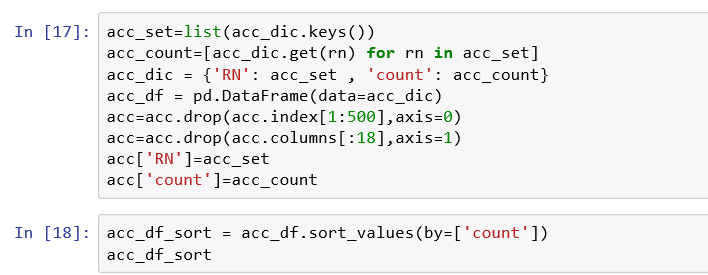 In [17]: acc_set=list(acc_dic.keys())
acc_count=[acc_dic.get(rn) for rn in acc_set]
acc_dic = {'RN': acc_set , 'count': acc_count}
acc_df = pd.DataFrame(data=acc_dic)
acc=acc.drop(acc.index[1:500],axis=0)
acc=acc.drop(acc.columns[:18],axis=1)
acc['RN']=acc_set
acc['count']=acc_count
In [18]: acc_df_sort = acc_df.sort_values(by=['count'])
acc_df_sort